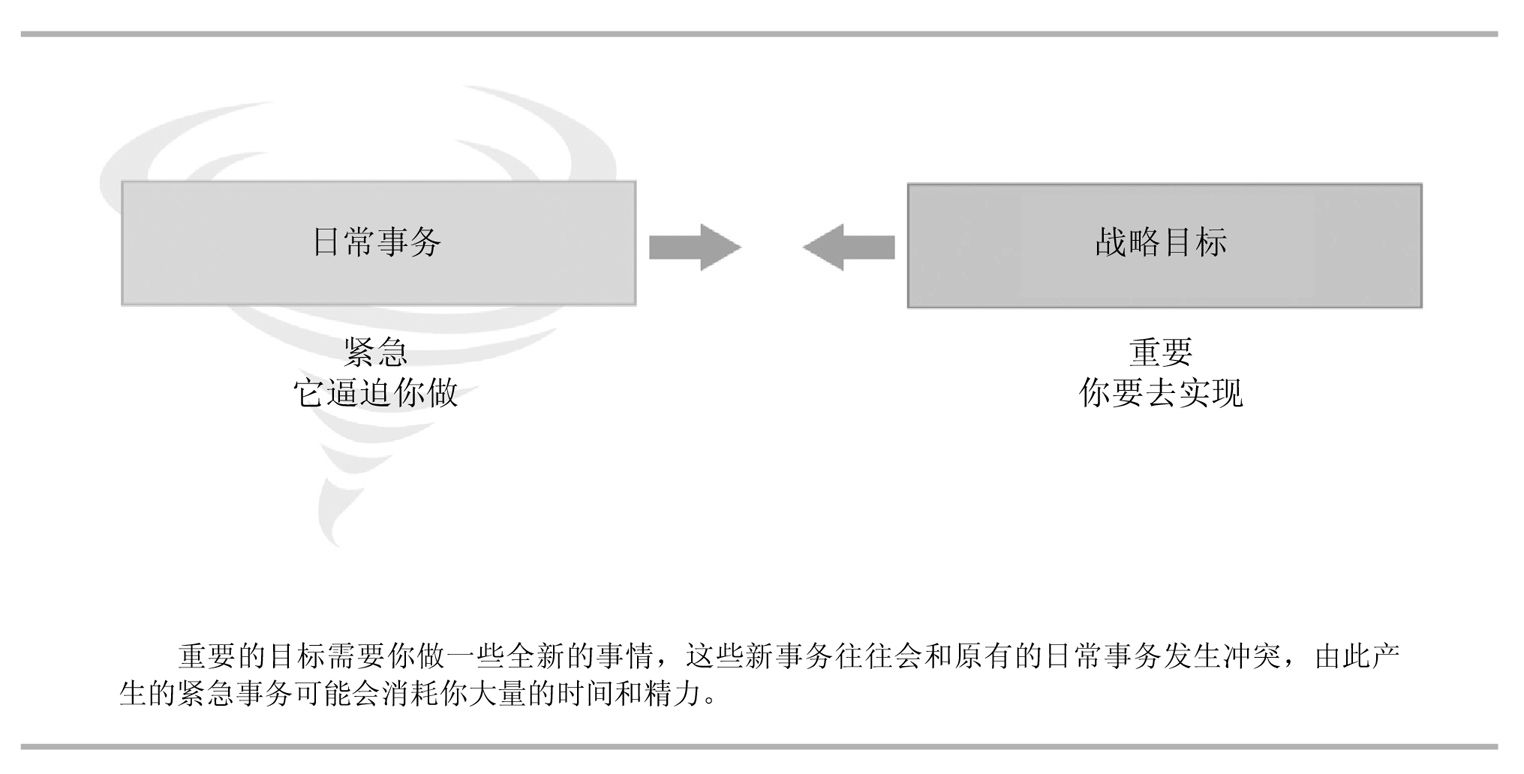 日常事务
战略目标
紧急
它逼迫你做
重要
你要去实现
重要的目标需要你做一些全新的事情，这些新事务往往会和原有的日常事务发生冲突，由此产
生的紧急事务可能会消耗你大量的时间和精力。